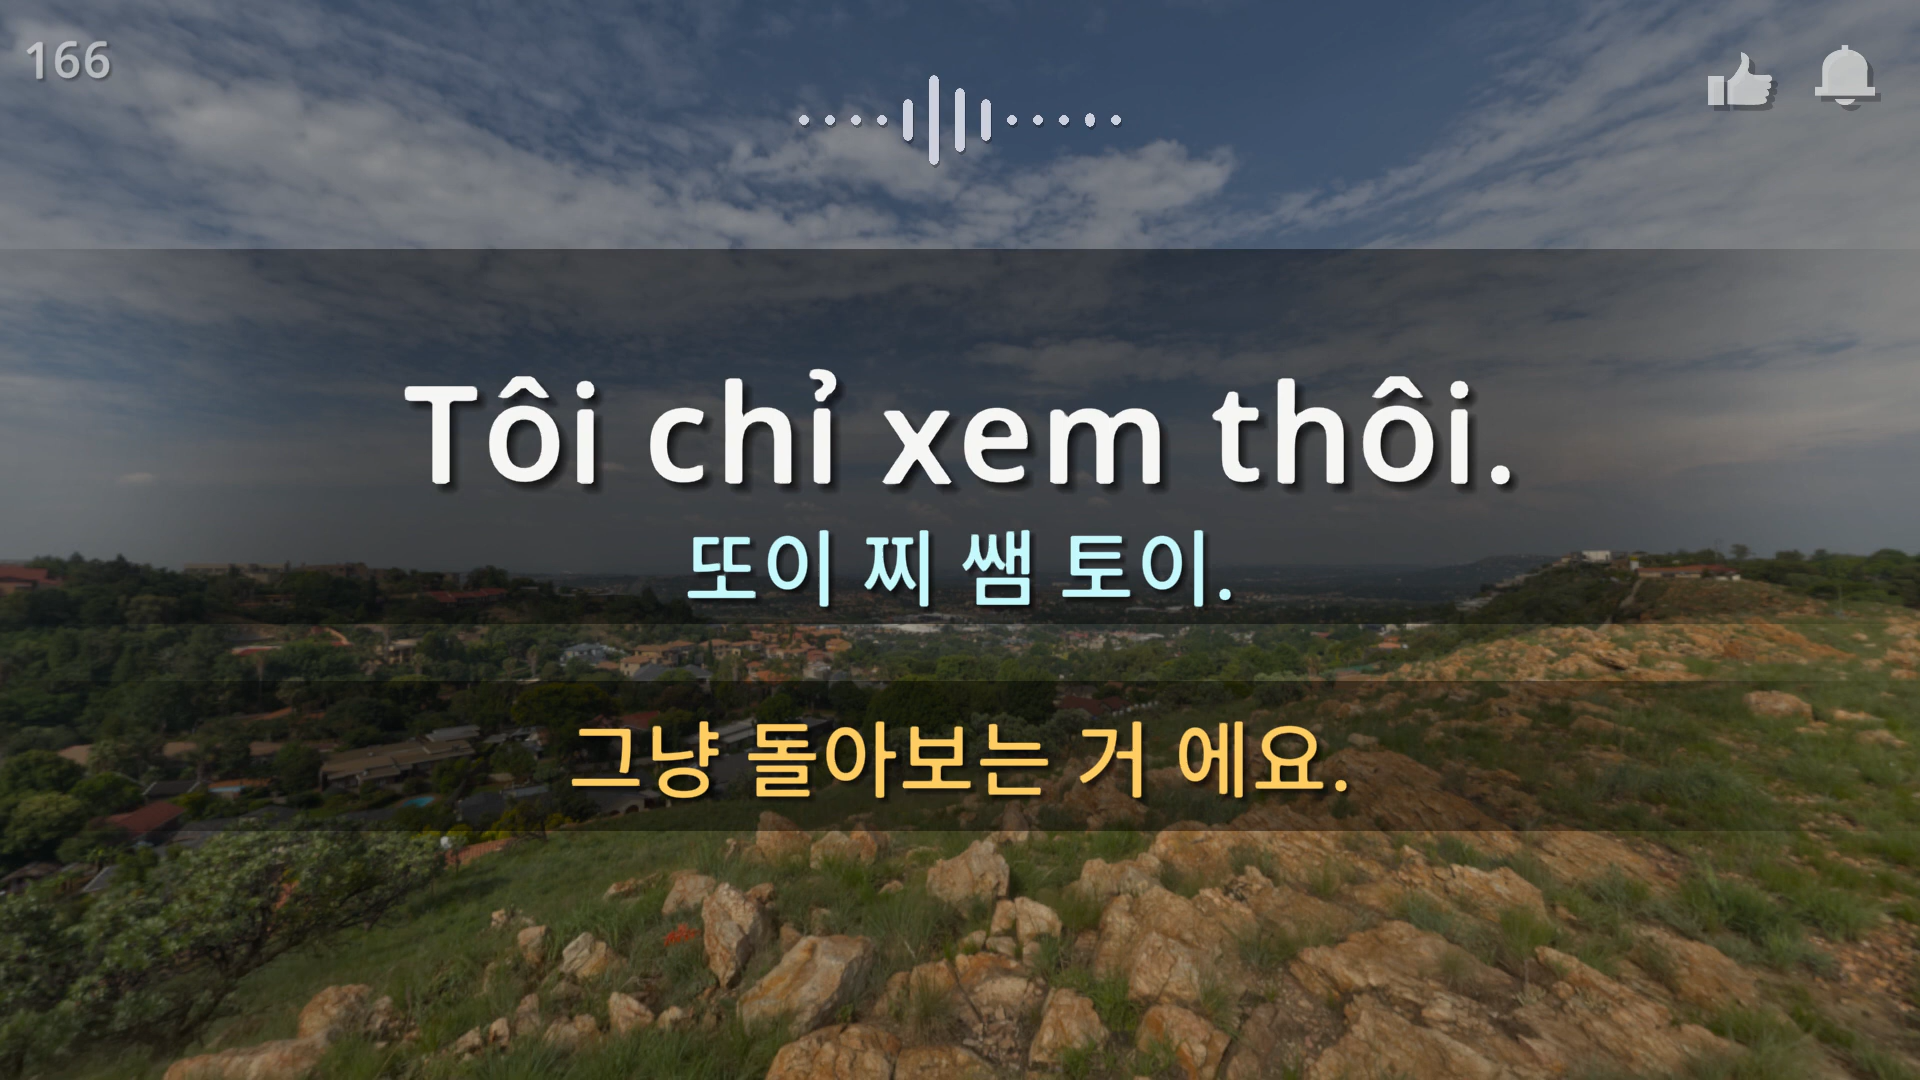 166
Tôi chỉ xem thôi.
또이 찌 쌤 토이.
그냥 돌아보는 거 에요.